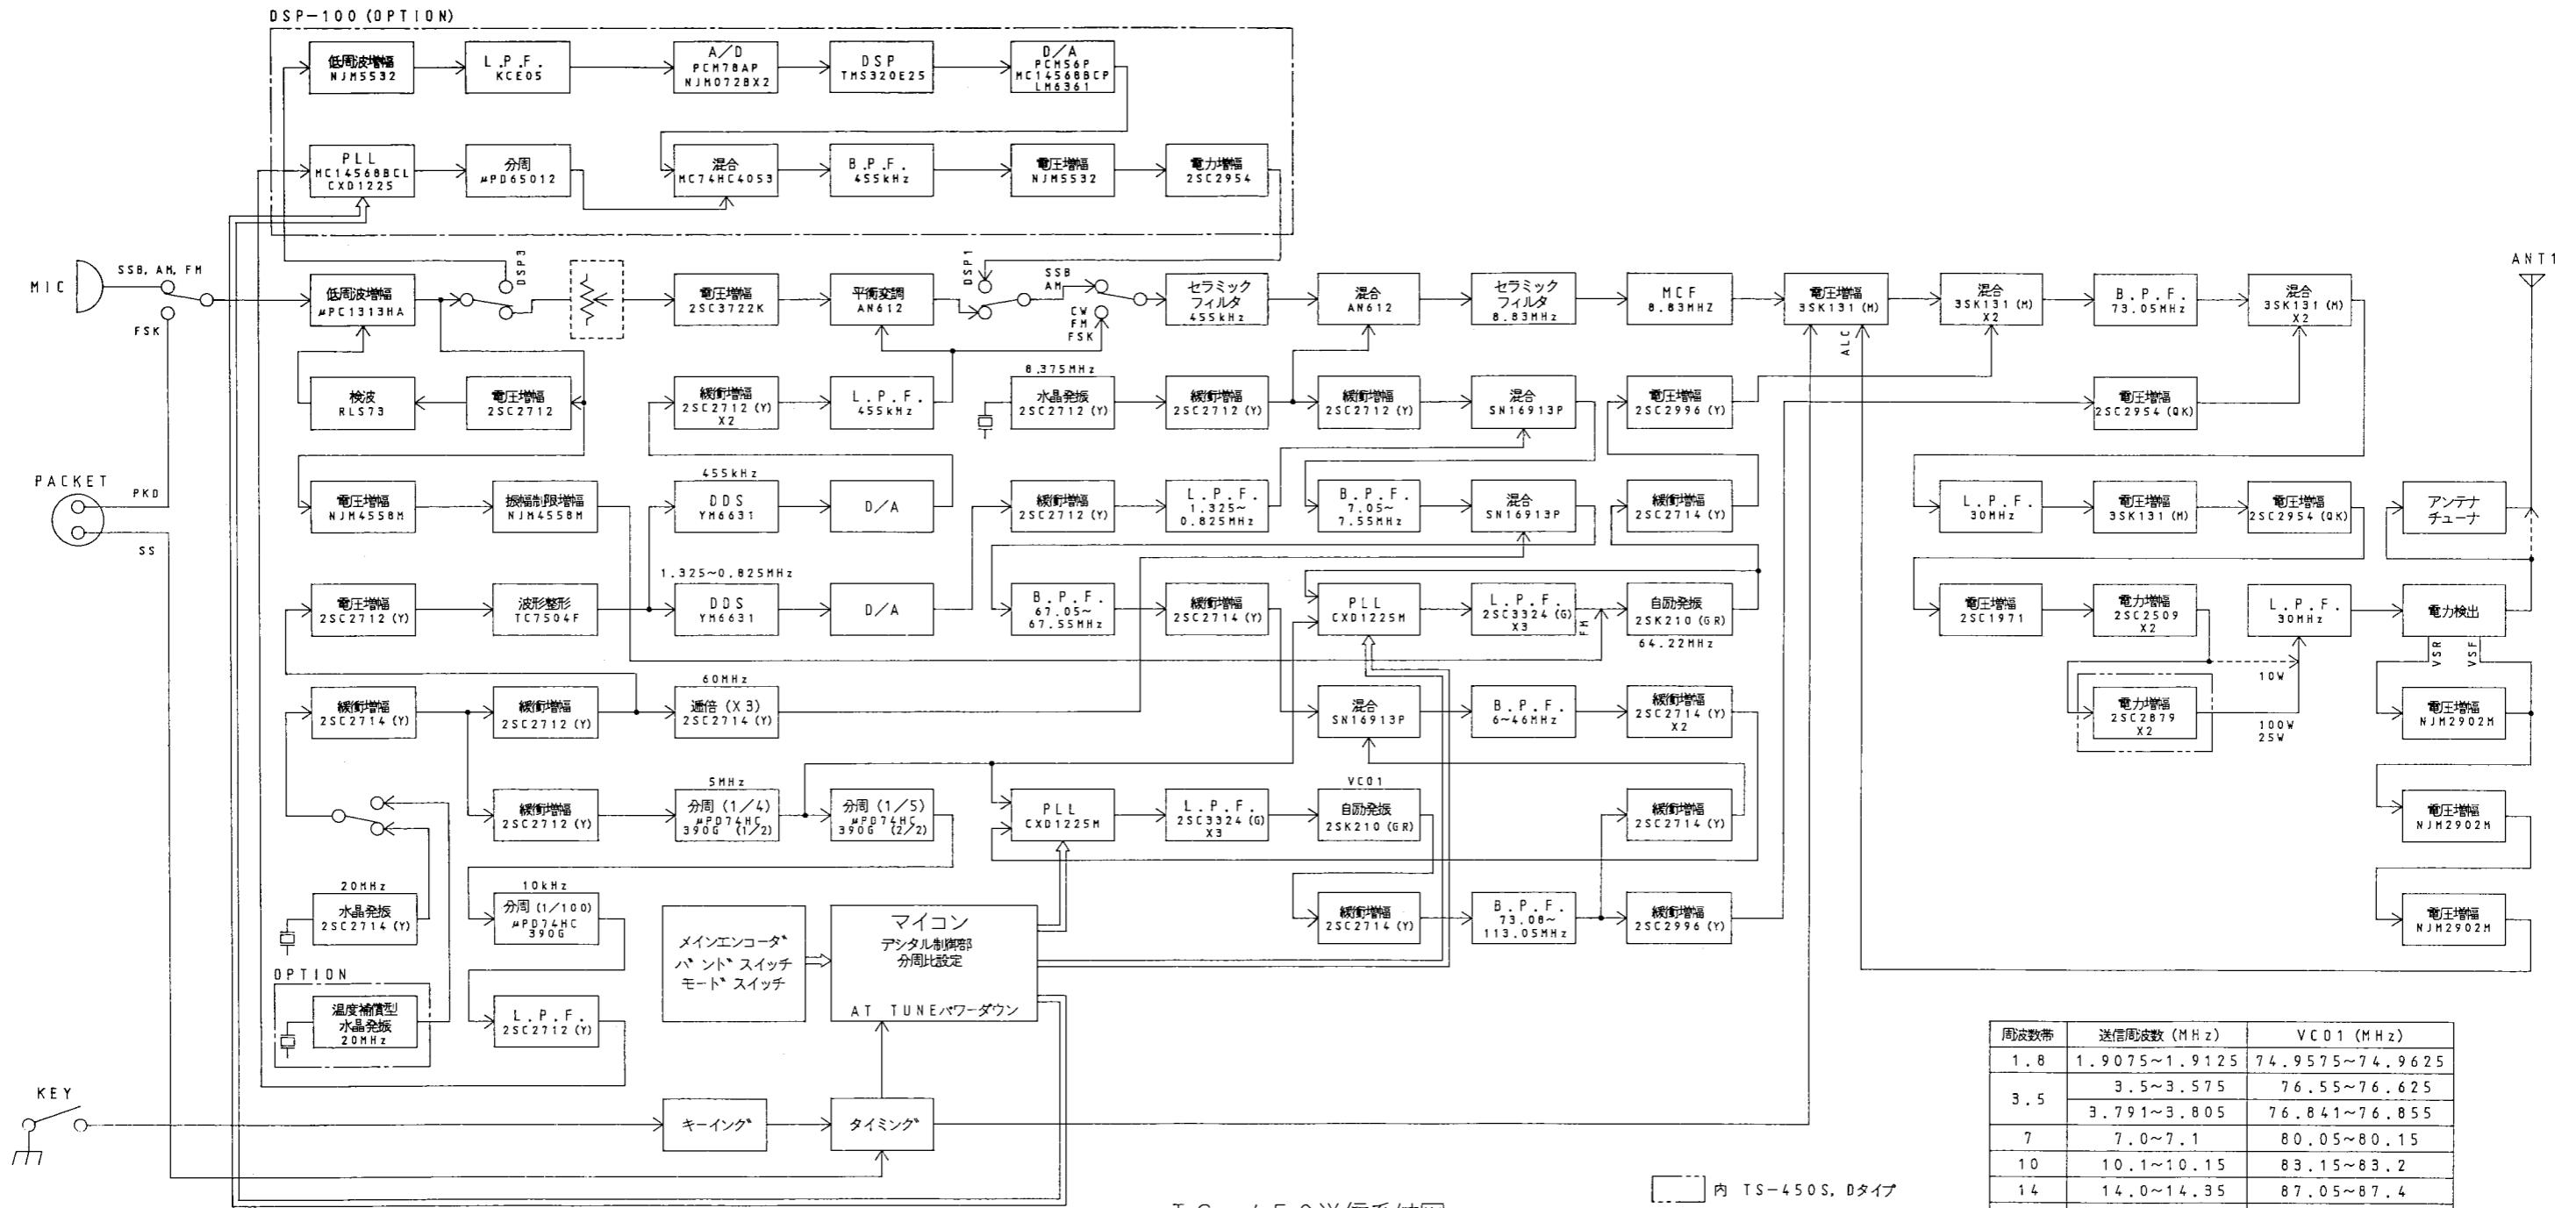 DSP-100 (OPTION)
低周波増幅
NJM5532
L.P.F.
KCE05
A/D
PCM78AP
NJM072BX2
DSP
TMS320E25
D/A
PCM56P
MC14568BCP
LM6361
PLL
MC14568BCL
CXD1225
分周
μPD65012
混合
MC74HC4053
B.P.F.
455kHz
電圧増幅
NJM5532
電力増幅
2SC2954
MIC
SSB, AM, FM
FSK
低周波増幅
μPC1313HA
DSP3
電圧増幅
2SC3722K
平衡変調
AN612
DSP1
SSB
AM
CW
FM
FSK
セラミック
フィルタ
455kHz
混合
AN612
セラミック
フィルタ
8.83MHz
MCF
8.83MHZ
電圧増幅
3SK131 (M)
ALC
混合
3SK131 (M)
X2
B.P.F.
73.05MHz
混合
3SK131 (M)
X2
ANT1
検波
RLS73
電圧増幅
2SC2712
緩衝増幅
2SC2712 (Y)
X2
L.P.F.
455kHz
8.375MHz
水晶発振
2SC2712 (Y)
緩衝増幅
2SC2712 (Y)
緩衝増幅
2SC2712 (Y)
混合
SN16913P
電圧増幅
2SC2996 (Y)
電圧増幅
2SC2954 (QK)
PACKET
PKD
SS
電圧増幅
NJM4558M
振幅制限増幅
NJM4558M
455kHz
DDS
YM6631
D/A
緩衝増幅
2SC2712 (Y)
L.P.F.
1.325~
0.825MHz
B.P.F.
7.05~
7.55MHz
混合
SN16913P
緩衝増幅
2SC2714 (Y)
L.P.F.
30MHz
電圧増幅
3SK131 (M)
電圧増幅
2SC2954 (QK)
アンテナ
チューナ
電圧増幅
2SC2712 (Y)
波形整形
TC7504F
1.325~0.825MHz
DDS
YM6631
D/A
B.P.F.
67.05~
67.55MHz
緩衝増幅
2SC2714 (Y)
PLL
CXD1225M
L.P.F.
2SC3324 (G)
X3
FM
自励発振
2SK210 (GR)
64.22MHz
電圧増幅
2SC1971
電力増幅
2SC2509
X2
L.P.F.
30MHz
電力検出
VSR
VSF
10W
緩衝増幅
2SC2714 (Y)
緩衝増幅
2SC2712 (Y)
60MHz
逓倍 (X3)
2SC2714 (Y)
混合
SN16913P
B.P.F.
6~46MHz
緩衝増幅
2SC2714 (Y)
X2
電力増幅
2SC2879
X2
100W
25W
電圧増幅
NJM2902M
緩衝増幅
2SC2712 (Y)
5MHz
分周 (1/4)
μPD74HC
390G (1/2)
分周 (1/5)
μPD74HC
390G (2/2)
PLL
CXD1225M
L.P.F.
2SC3324 (G)
X3
VCO1
自励発振
2SK210 (GR)
緩衝増幅
2SC2714 (Y)
電圧増幅
NJM2902M
20MHz
水晶発振
2SC2714 (Y)
10kHz
分周 (1/100)
μPD74HC
390G
メインエンコーダ
バンドスイッチ
モードスイッチ
マイコン
デジタル制御部
分周比設定
AT TUNEパワーダウン
緩衝増幅
2SC2714 (Y)
B.P.F.
73.08~
113.05MHz
緩衝増幅
2SC2996 (Y)
電圧増幅
NJM2902M
OPTION
温度補償型
水晶発振
20MHz
L.P.F.
2SC2712 (Y)
KEY
キーイング
タイミング
内 TS-450S, Dタイプ
周波数帯 送信周波数 (MHz) VCO1 (MHz)
1.8 1.9075~1.9125 74.9575~74.9625
3.5 3.5~3.575 76.55~76.625
3.791~3.805 76.841~76.855
7 7.0~7.1 80.05~80.15
10 10.1~10.15 83.15~83.2
14 14.0~14.35 87.05~87.4